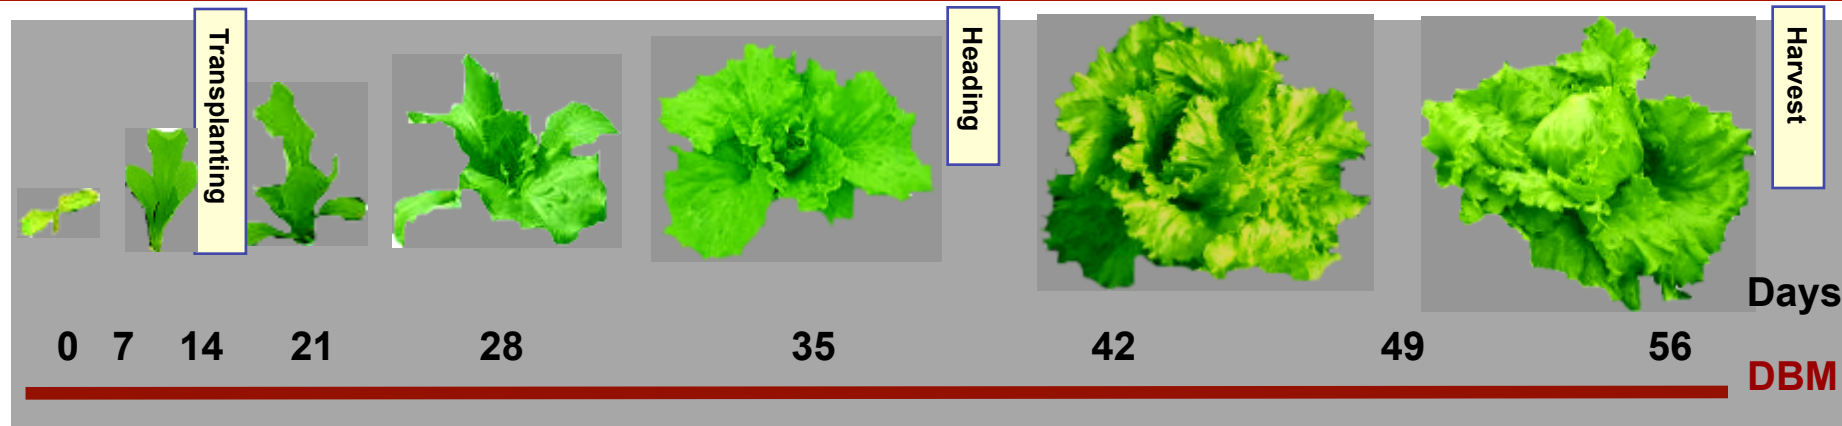 Transplanting
Heading
Harvest
Days
0 7 14 21 28 35 42 49 56
DBM